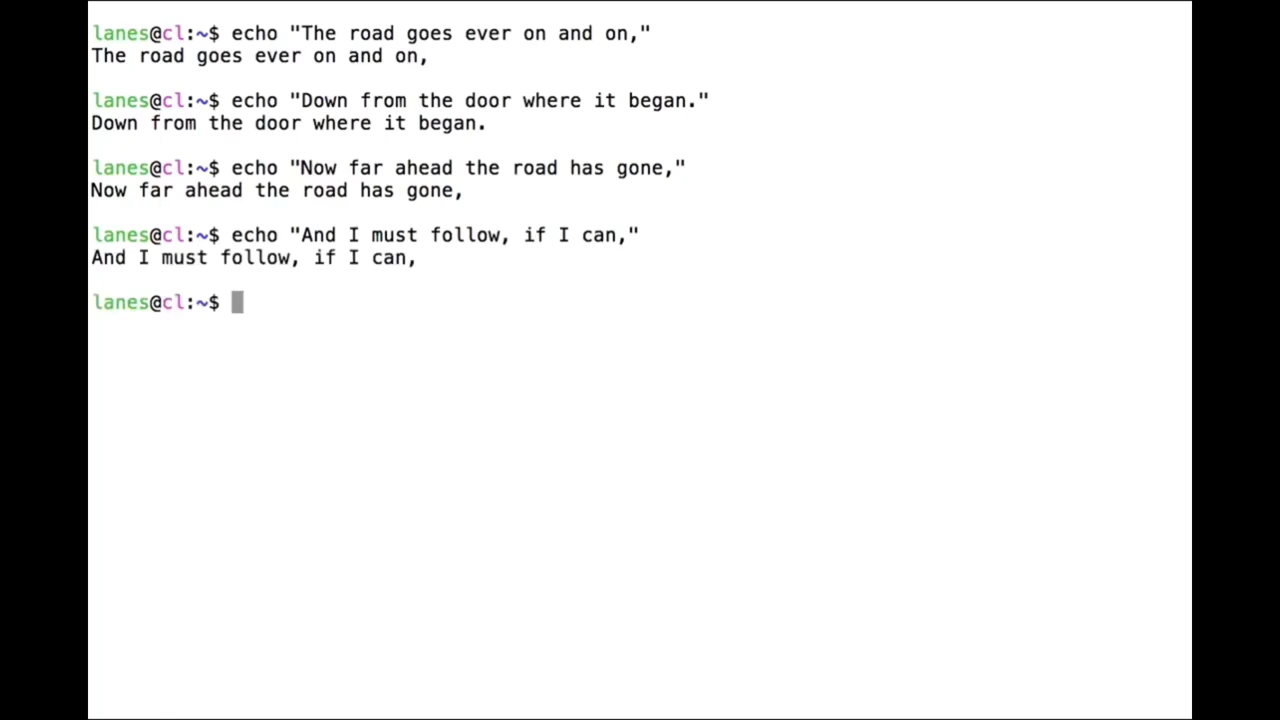 lanes@cl:~$ echo "The road goes ever on and on,"
The road goes ever on and on,
lanes@cl:~$ echo "Down from the door where it began."
Down from the door where it began.
lanes@cl:~$ echo "Now far ahead the road has gone,"
Now far ahead the road has gone,
lanes@cl:~$ echo "And I must follow, if I can,"
And I must follow, if I can,
lanes@cl:~$